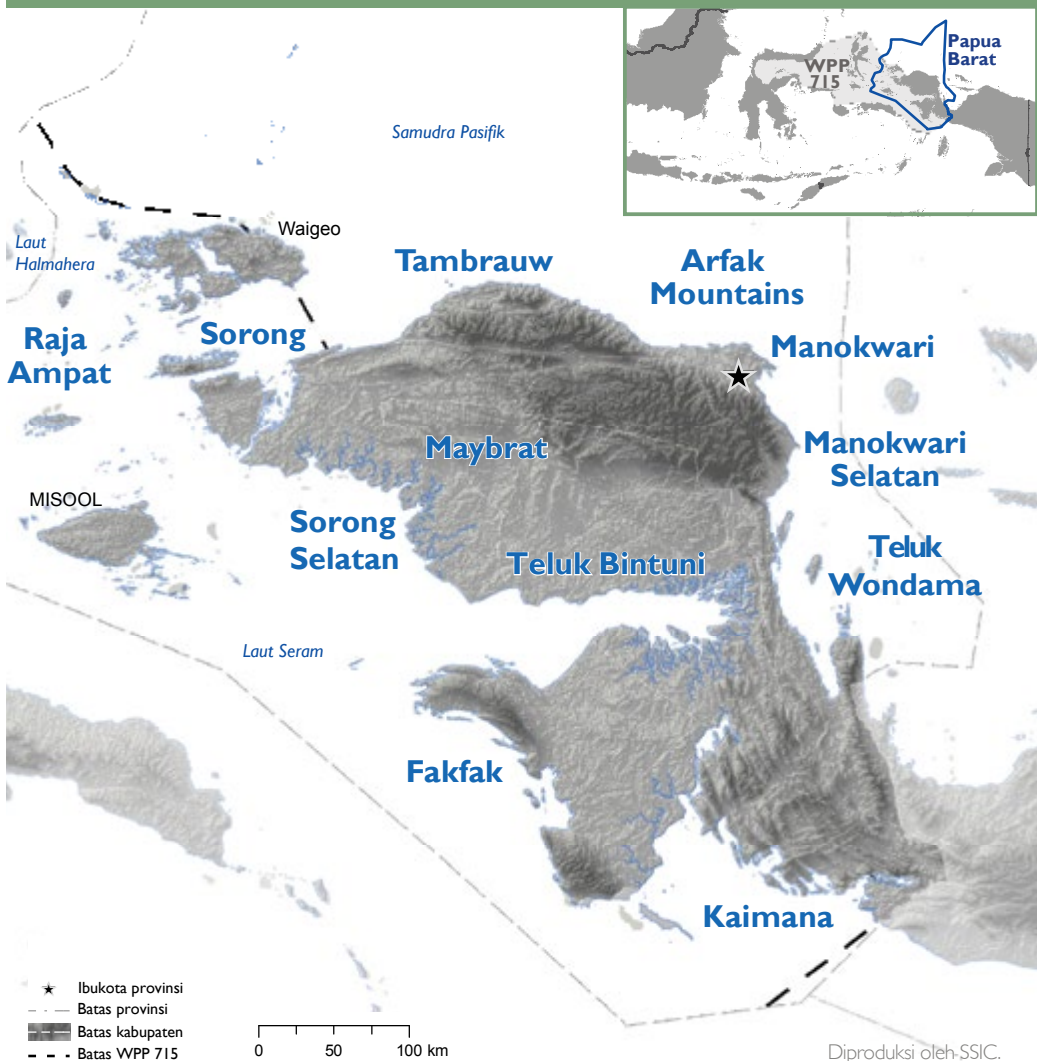 Papua
Barat
WPP
715
Samudra Pasifik
Waigeo
Laut
Halmahera
Tambrauw
Arfak
Mountains
Raja
Ampat
Sorong
Manokwari
Maybrat
Manokwari
Selatan
MISOOL
Sorong
Selatan
Teluk Bintuni
Teluk
Wondama
Laut Seram
Fakfak
Kaimana
Ibukota provinsi
Batas provinsi
Batas kabupaten
Batas WPP 715
0 50 100 km
Diproduksi oleh SSIC.